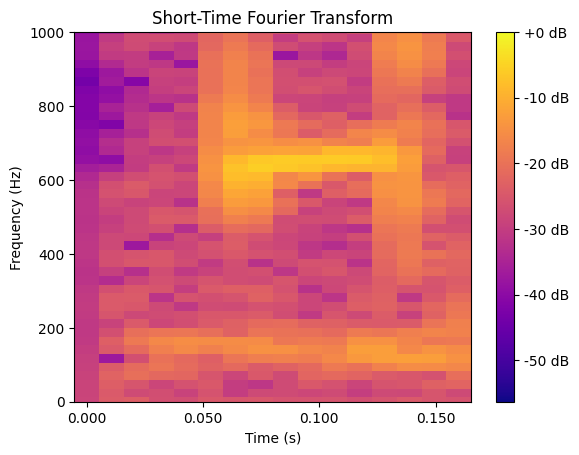 Short-Time Fourier Transform
1000
800
600
400
200
0
Frequency (Hz)
0.000
0.050
0.100
0.150
Time (s)
+0 dB
-10 dB
-20 dB
-30 dB
-40 dB
-50 dB